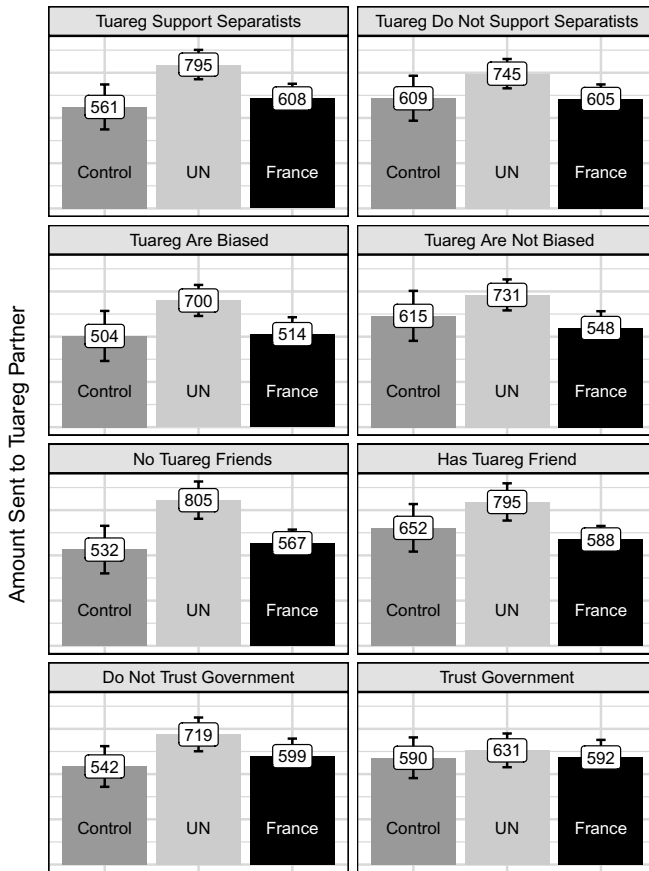 Amount Sent to Tuareg Partner
Tuareg Support Separatists
561
795
608
Control
UN
France
Tuareg Do Not Support Separatists
609
745
605
Control
UN
France
Tuareg Are Biased
504
700
514
Control
UN
France
Tuareg Are Not Biased
615
731
548
Control
UN
France
No Tuareg Friends
532
805
567
Control
UN
France
Has Tuareg Friend
652
795
588
Control
UN
France
Do Not Trust Government
542
719
599
Control
UN
France
Trust Government
590
631
592
Control
UN
France